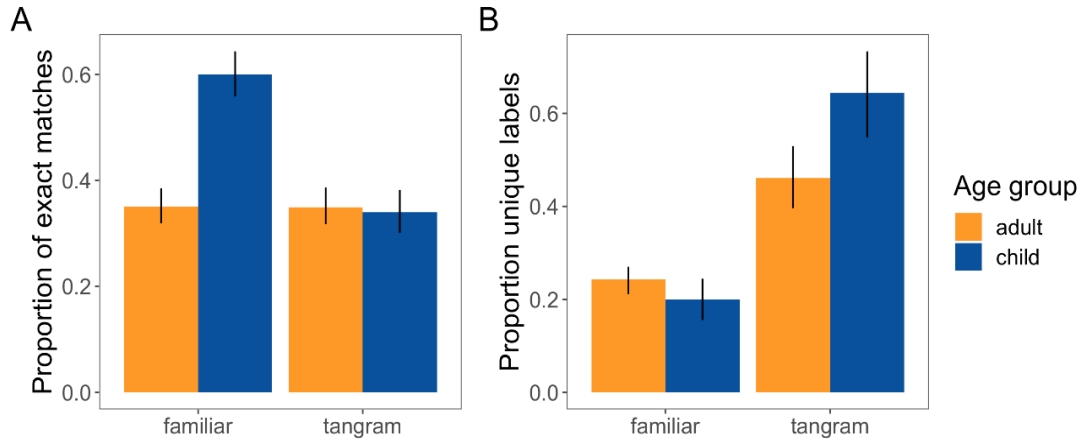 A
Proportion of exact matches
0.6
0.4
0.2
0.0
familiar tangram
B
Proportion unique labels
0.6
0.4
0.2
0.0
familiar tangram
Age group
adult
child